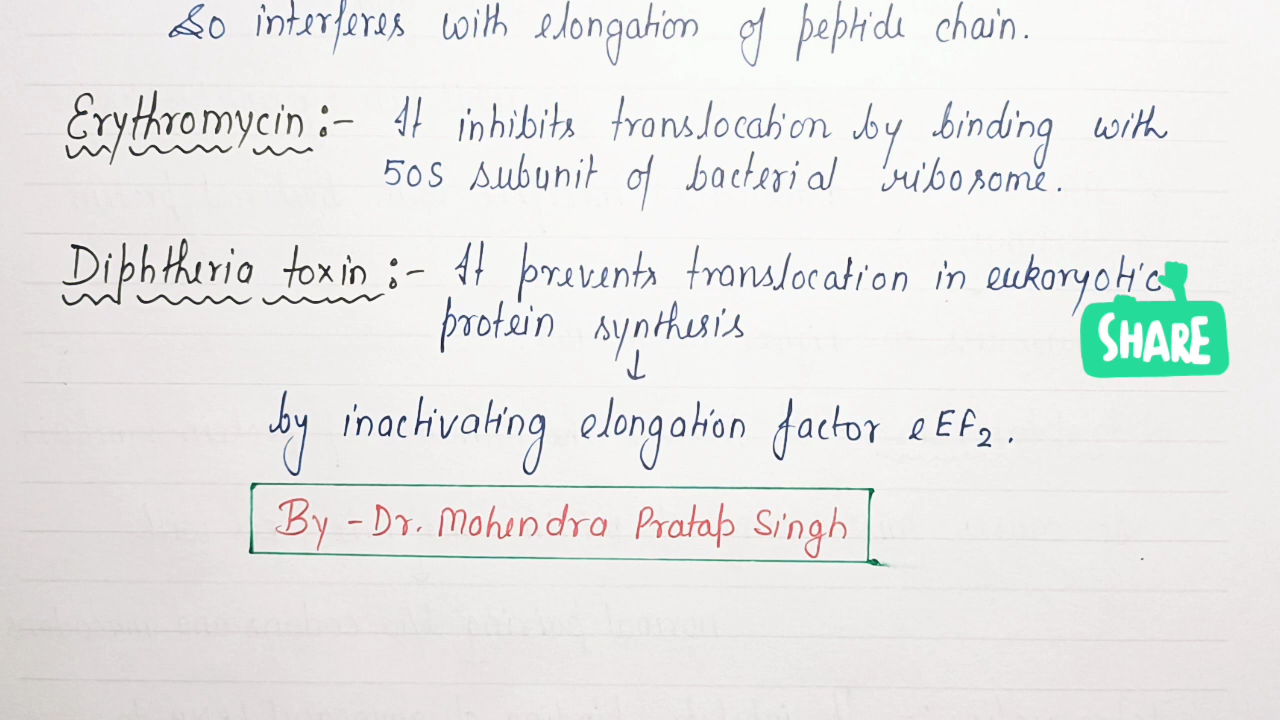 So interferes with elongation of peptide chain.
Erythromycin :- It inhibits translocation by binding with
50S subunit of bacterial ribosome.
Diphtheria toxin :- It prevents translocation in eukaryotic
protein synthesis
SHARE
↓
by inactivating elongation factor eEF₂.
By - Dr. Mahendra Pratap Singh